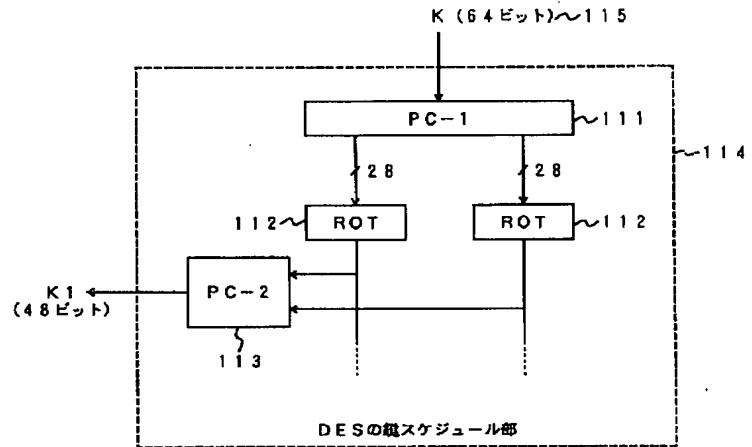 K (64ビット) 115
PC-1
111
114
28
28
112
ROT
ROT
112
K1
(48ビット)
PC-2
113
DESの鍵スケジュール部